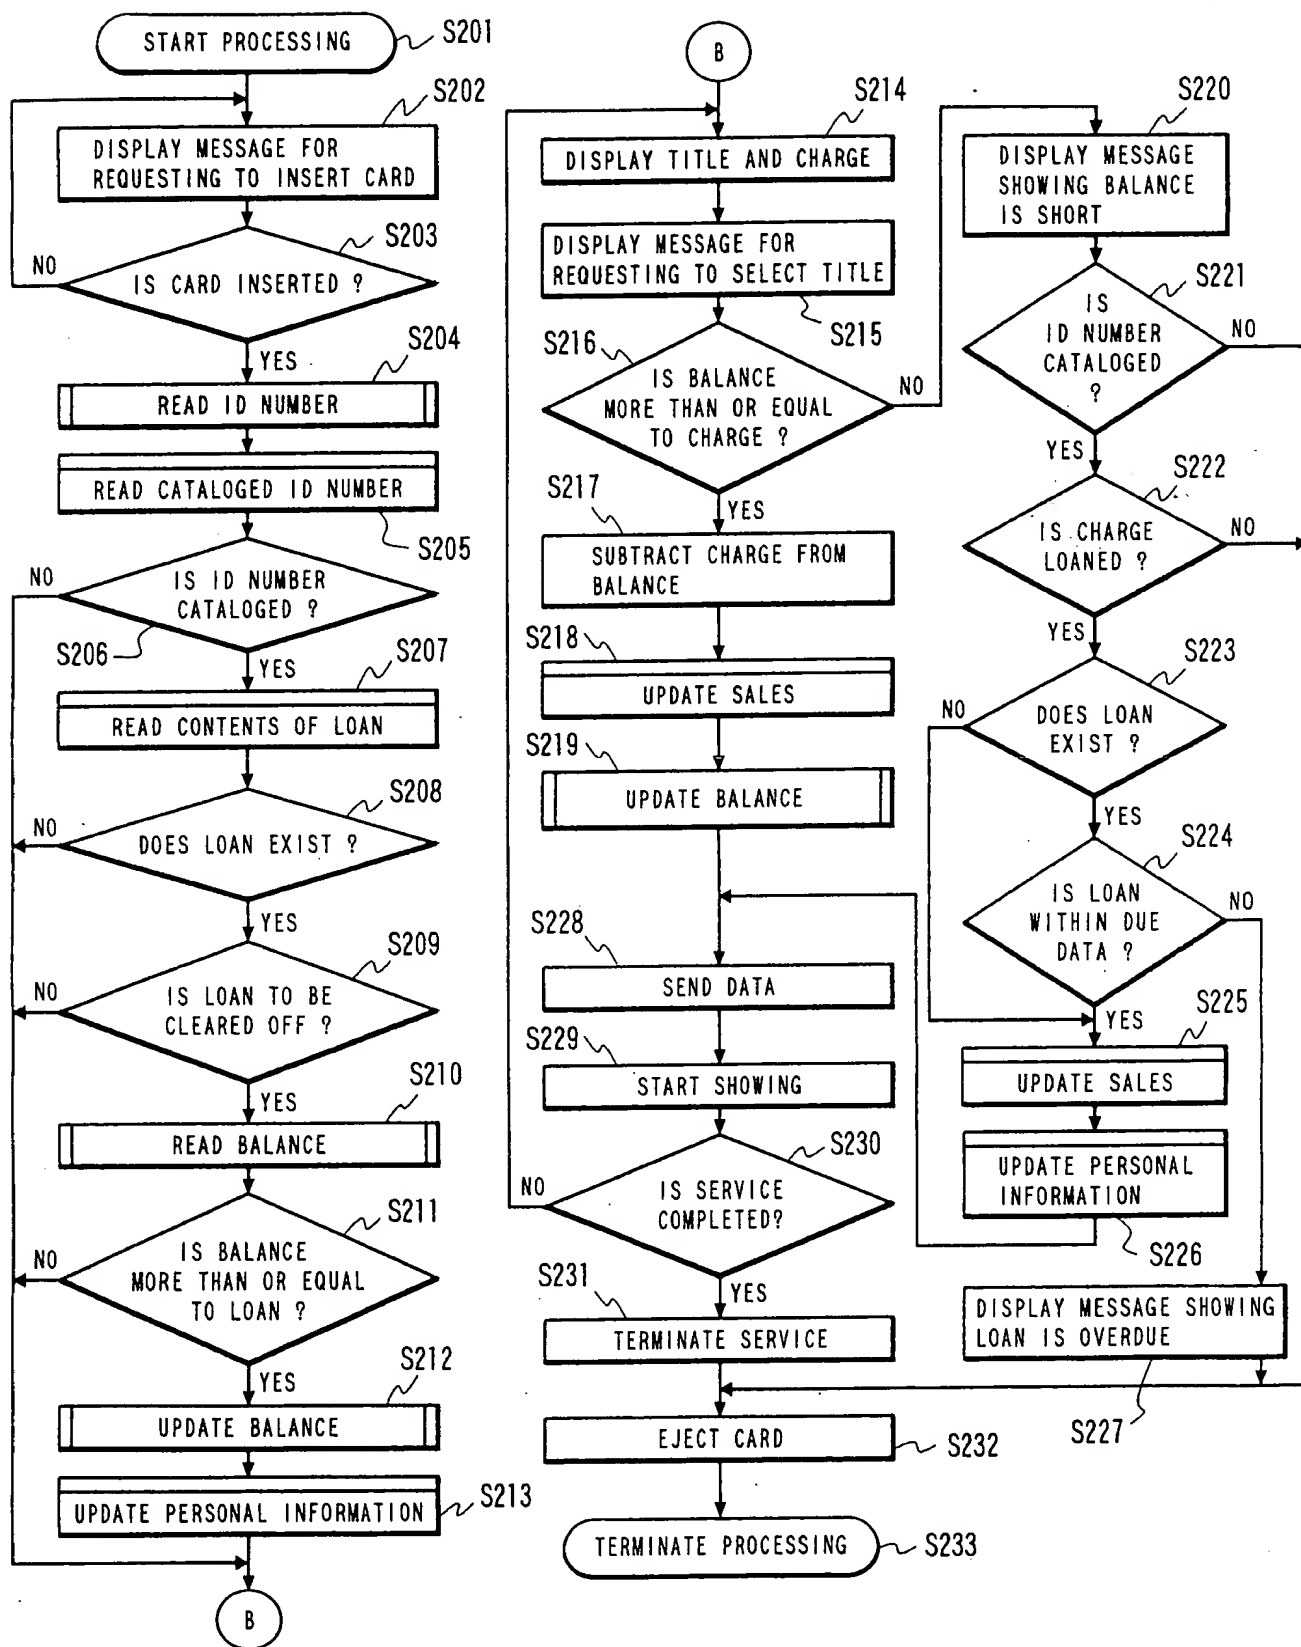 START PROCESSING
S201
S202
DISPLAY MESSAGE FOR
REQUESTING TO INSERT CARD
S203
IS CARD INSERTED ?
NO
YES
S204
READ ID NUMBER
READ CATALOGED ID NUMBER
S205
NO
IS ID NUMBER
CATALOGED ?
S206
YES
S207
READ CONTENTS OF LOAN
S208
NO
DOES LOAN EXIST ?
YES
S209
NO
IS LOAN TO BE
CLEARED OFF ?
YES
S210
READ BALANCE
S211
NO
IS BALANCE
MORE THAN OR EQUAL
TO LOAN ?
YES
S212
UPDATE BALANCE
UPDATE PERSONAL INFORMATION
S213
B
B
S214
DISPLAY TITLE AND CHARGE
DISPLAY MESSAGE FOR
REQUESTING TO SELECT TITLE
S215
S216
IS BALANCE
MORE THAN OR EQUAL
TO CHARGE ?
NO
YES
S217
SUBTRACT CHARGE FROM
BALANCE
S218
UPDATE SALES
S219
UPDATE BALANCE
S228
SEND DATA
S229
START SHOWING
S230
NO
IS SERVICE
COMPLETED?
YES
S231
TERMINATE SERVICE
EJECT CARD
S232
TERMINATE PROCESSING
S233
S220
DISPLAY MESSAGE
SHOWING BALANCE
IS SHORT
S221
IS
ID NUMBER
CATALOGED
?
NO
YES
S222
IS CHARGE
LOANED ?
NO
YES
S223
NO
DOES LOAN
EXIST ?
YES
S224
IS LOAN
WITHIN DUE
DATA ?
NO
YES
S225
UPDATE SALES
UPDATE PERSONAL
INFORMATION
S226
DISPLAY MESSAGE SHOWING
LOAN IS OVERDUE
S227